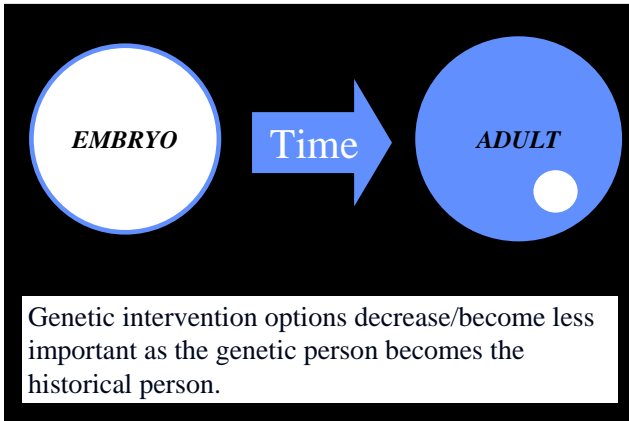 EMBRYO
Time
ADULT
Genetic intervention options decrease/become less
important as the genetic person becomes the
historical person.